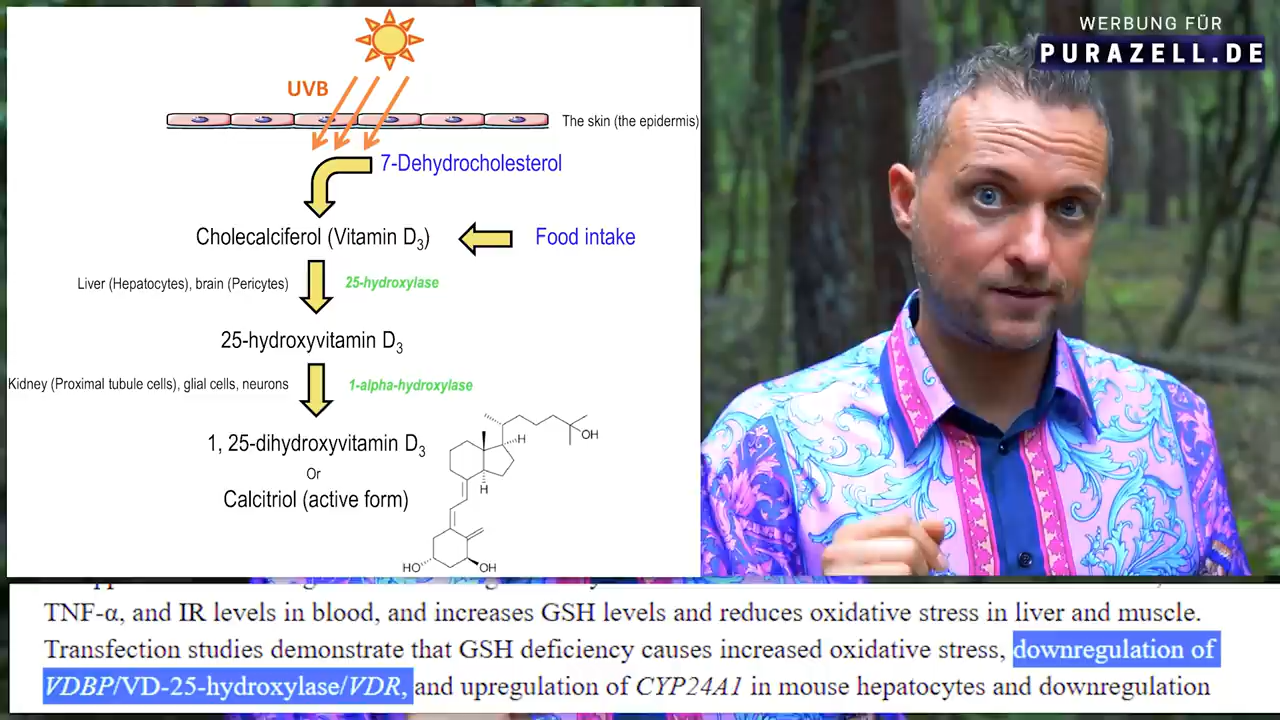 WERBUNG FÜR
PURAZELL.DE
UVB
The skin (the epidermis)
7-Dehydrocholesterol
Cholecalciferol (Vitamin D3)
Food intake
Liver (Hepatocytes), brain (Pericytes)
25-hydroxylase
25-hydroxyvitamin D3
Kidney (Proximal tubule cells), glial cells, neurons
1-alpha-hydroxylase
1, 25-dihydroxyvitamin D3
Or
Calcitriol (active form)
OH
H
H
HO
OH
TNF-α, and IR levels in blood, and increases GSH levels and reduces oxidative stress in liver and muscle.
Transfection studies demonstrate that GSH deficiency causes increased oxidative stress, downregulation of
VDBP/VD-25-hydroxylase/VDR, and upregulation of CYP24A1 in mouse hepatocytes and downregulation